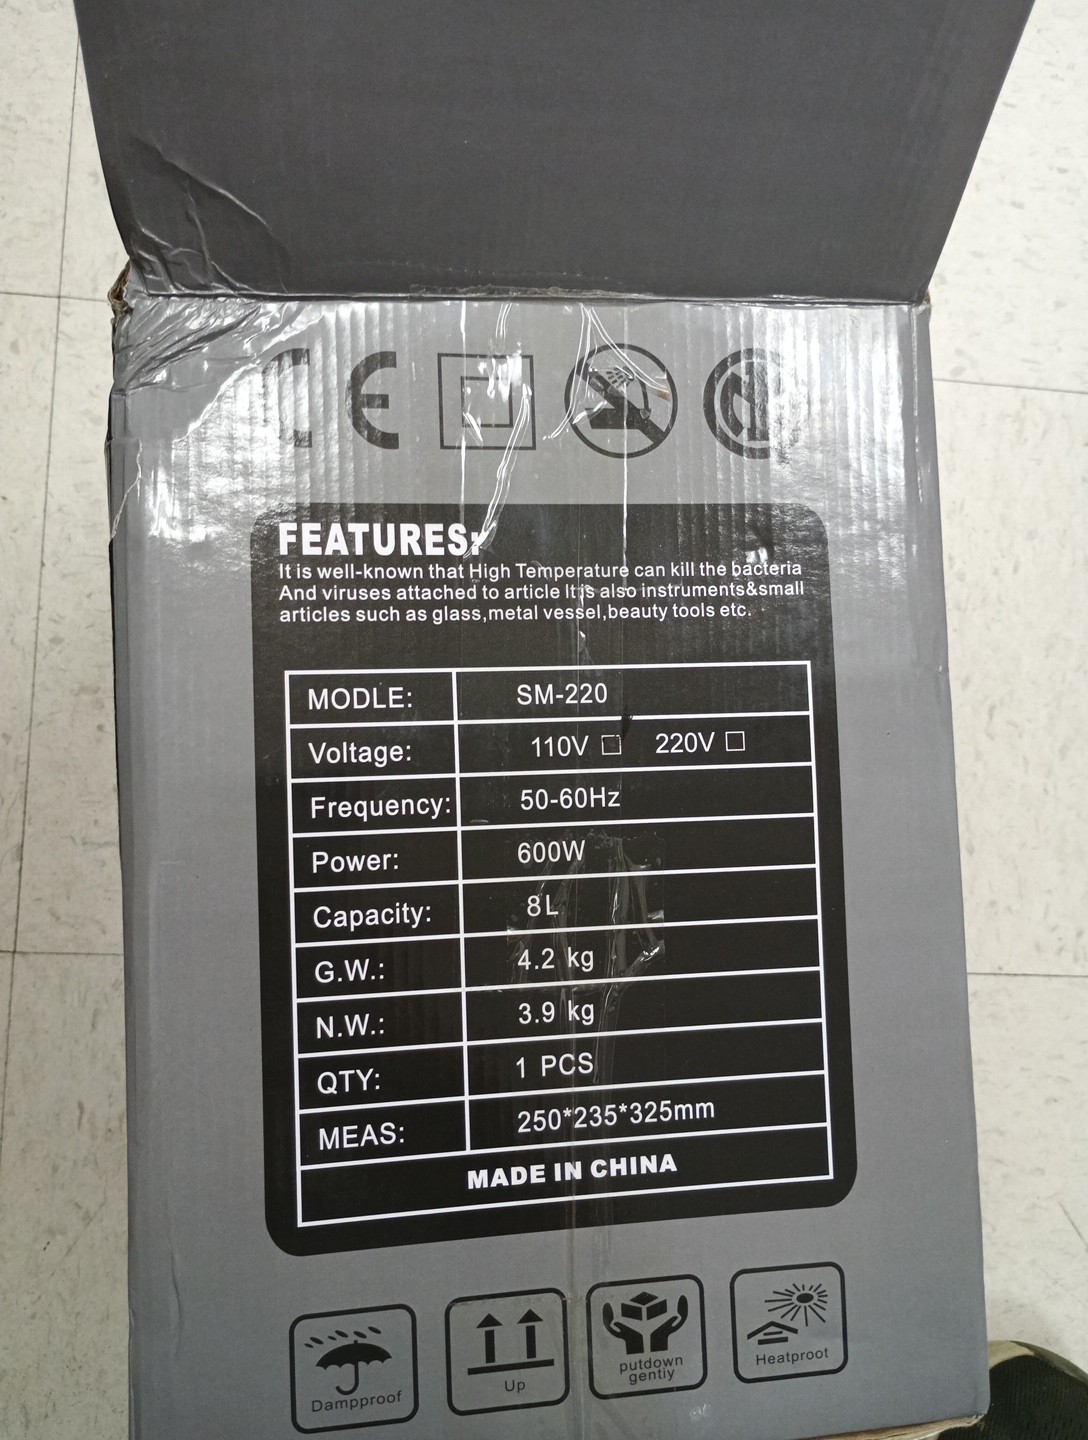 CE
FEATURES:
It is well-known that High Temperature can kill the bacteria
And viruses attached to article It is also instruments&small
articles such as glass,metal vessel,beauty tools etc.
MODLE: SM-220
Voltage: 110V □ 220V □
Frequency: 50-60Hz
Power: 600W
Capacity: 8L
G.W.: 4.2 kg
N.W.: 3.9 kg
QTY: 1 PCS
MEAS: 250*235*325mm
MADE IN CHINA
Dampproof
Up
putdown
gentiy
Heatproot